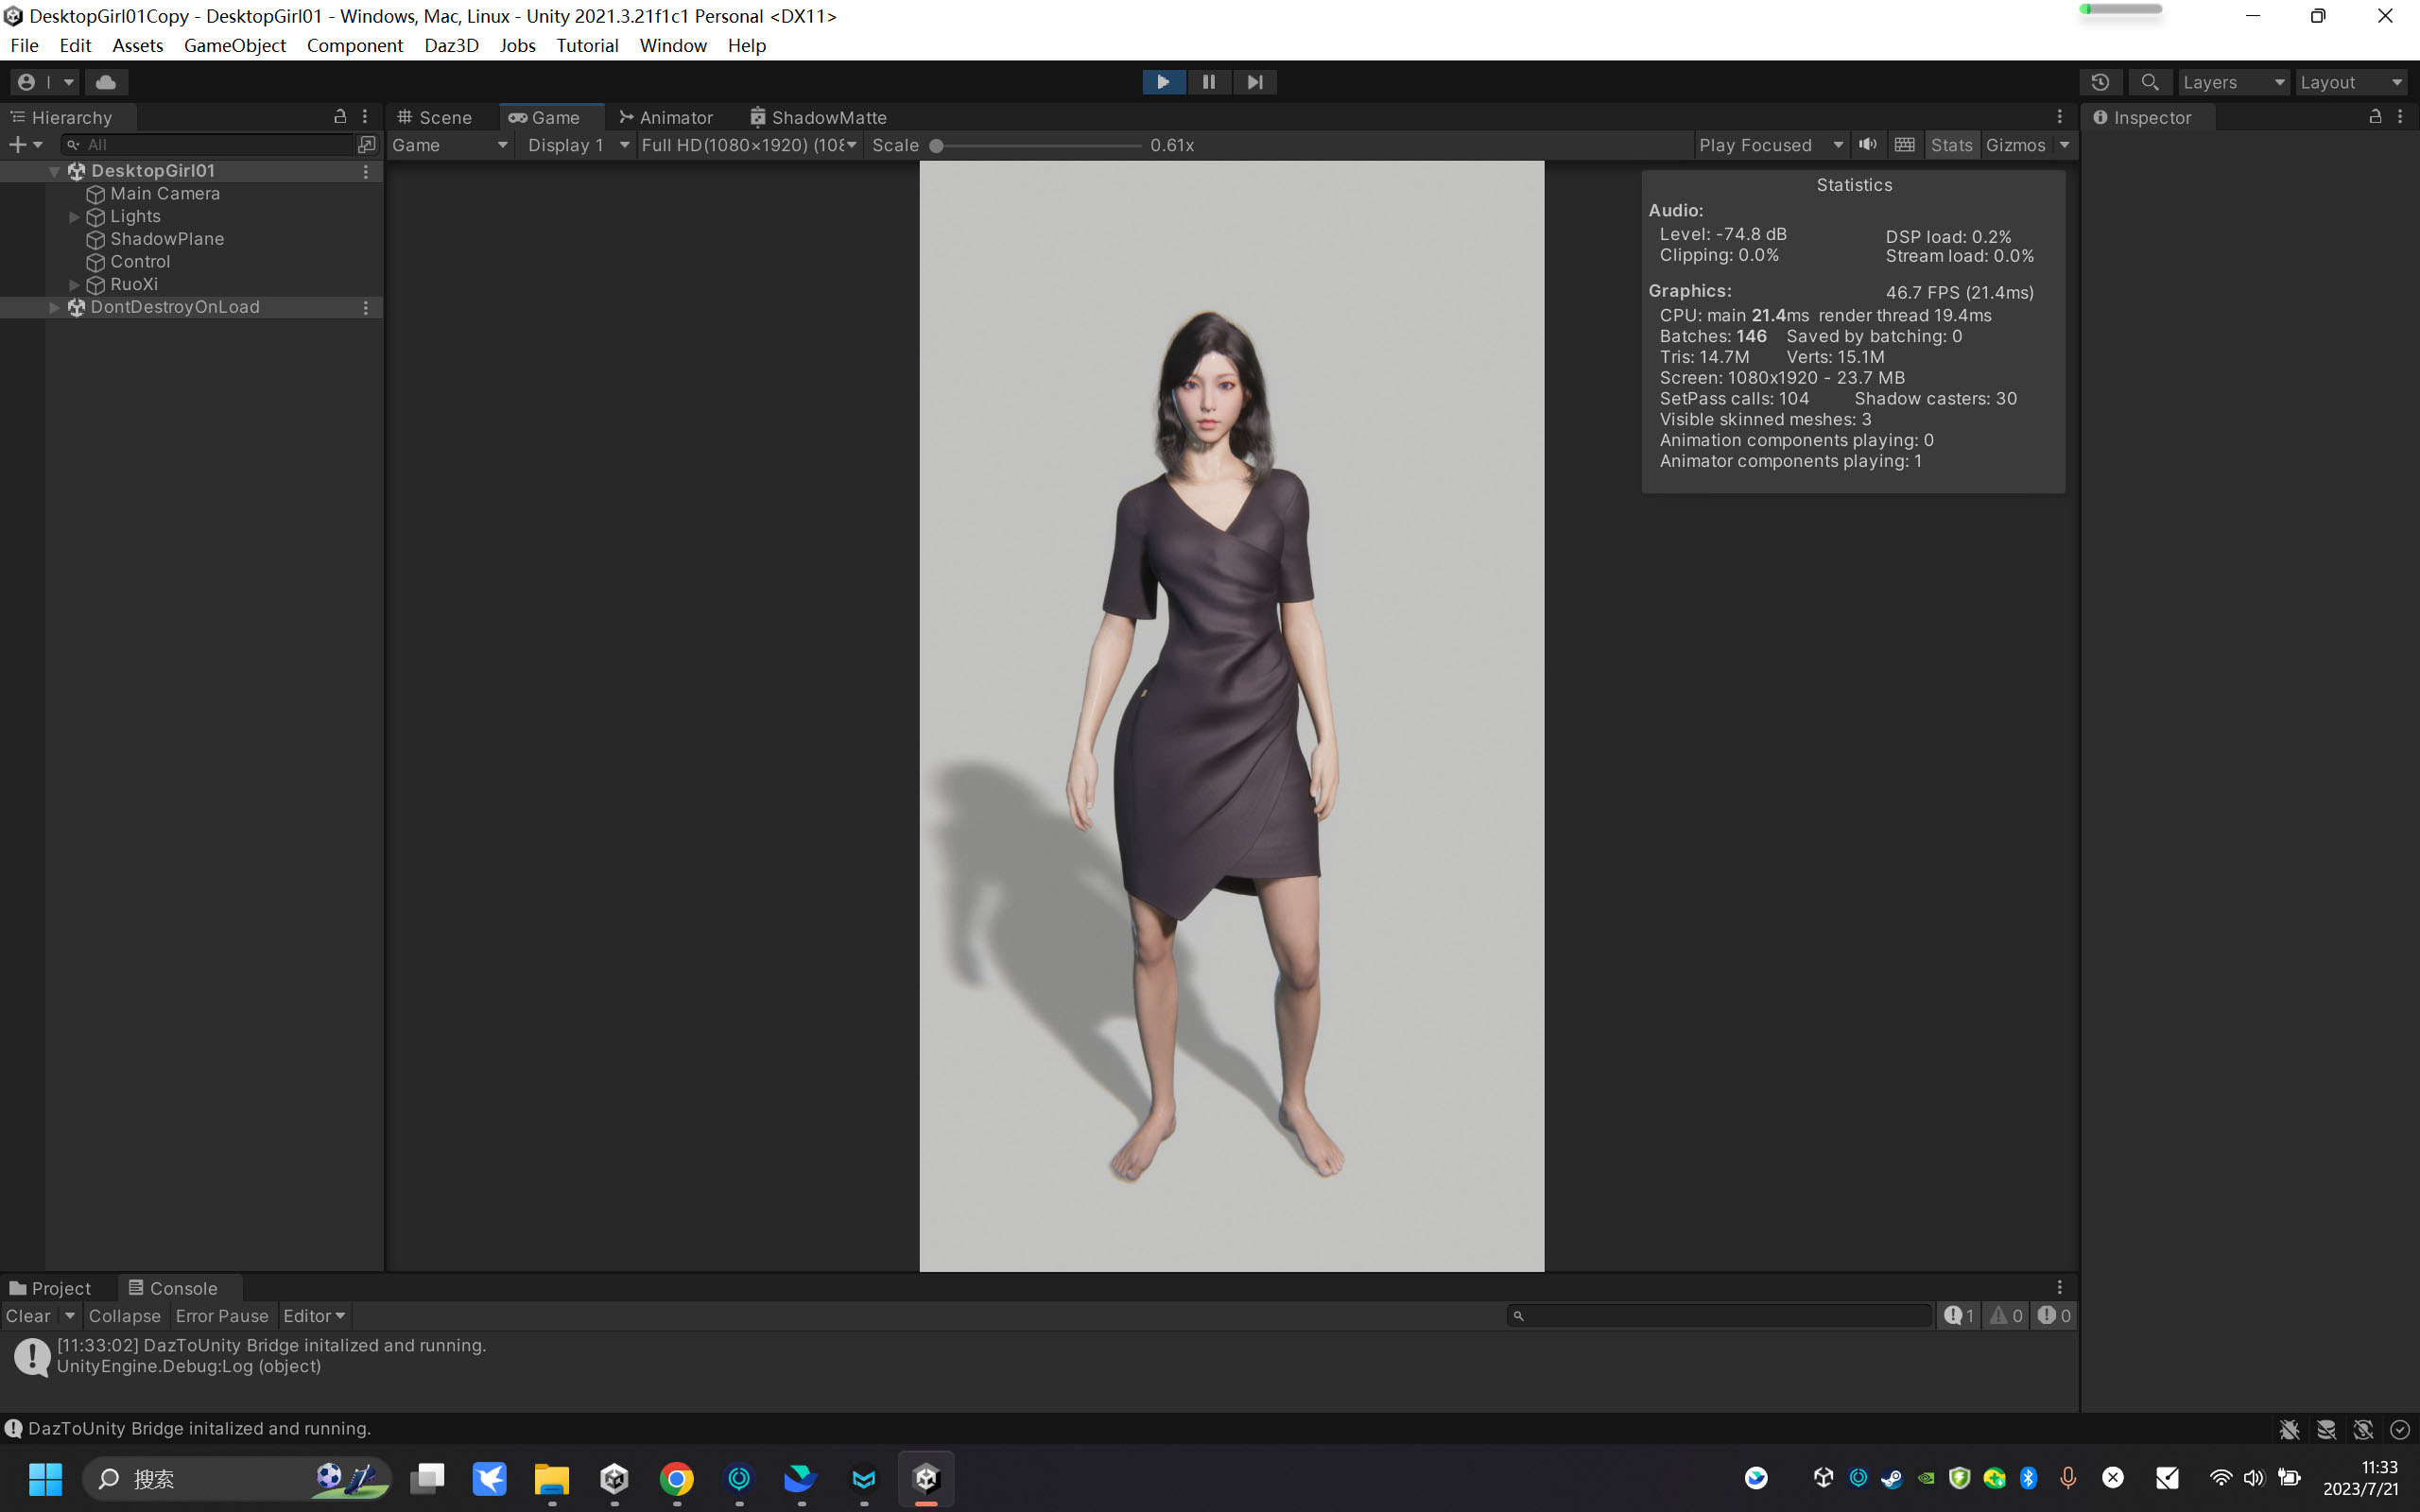 DesktopGirl01Copy - DesktopGirl01 - Windows, Mac, Linux - Unity 2021.3.21f1c1 Personal <DX11>
File Edit Assets GameObject Component Daz3D Jobs Tutorial Window Help
Layers Layout
Hierarchy
All
DesktopGirl01
Main Camera
Lights
ShadowPlane
Control
RuoXi
DontDestroyOnLoad
Scene Game Animator ShadowMatte
Game Display 1 Full HD(1080×1920) (108 Scale 0.61x Play Focused Stats Gizmos
Statistics
Audio:
Level: -74.8 dB DSP load: 0.2%
Clipping: 0.0% Stream load: 0.0%
Graphics: 46.7 FPS (21.4ms)
CPU: main 21.4ms render thread 19.4ms
Batches: 146 Saved by batching: 0
Tris: 14.7M Verts: 15.1M
Screen: 1080x1920 - 23.7 MB
SetPass calls: 104 Shadow casters: 30
Visible skinned meshes: 3
Animation components playing: 0
Animator components playing: 1
Inspector
Project Console
Clear Collapse Error Pause Editor 1 0 0
[11:33:02] DazToUnity Bridge initalized and running.
UnityEngine.Debug:Log (object)
DazToUnity Bridge initalized and running.
搜索
11:33
2023/7/21